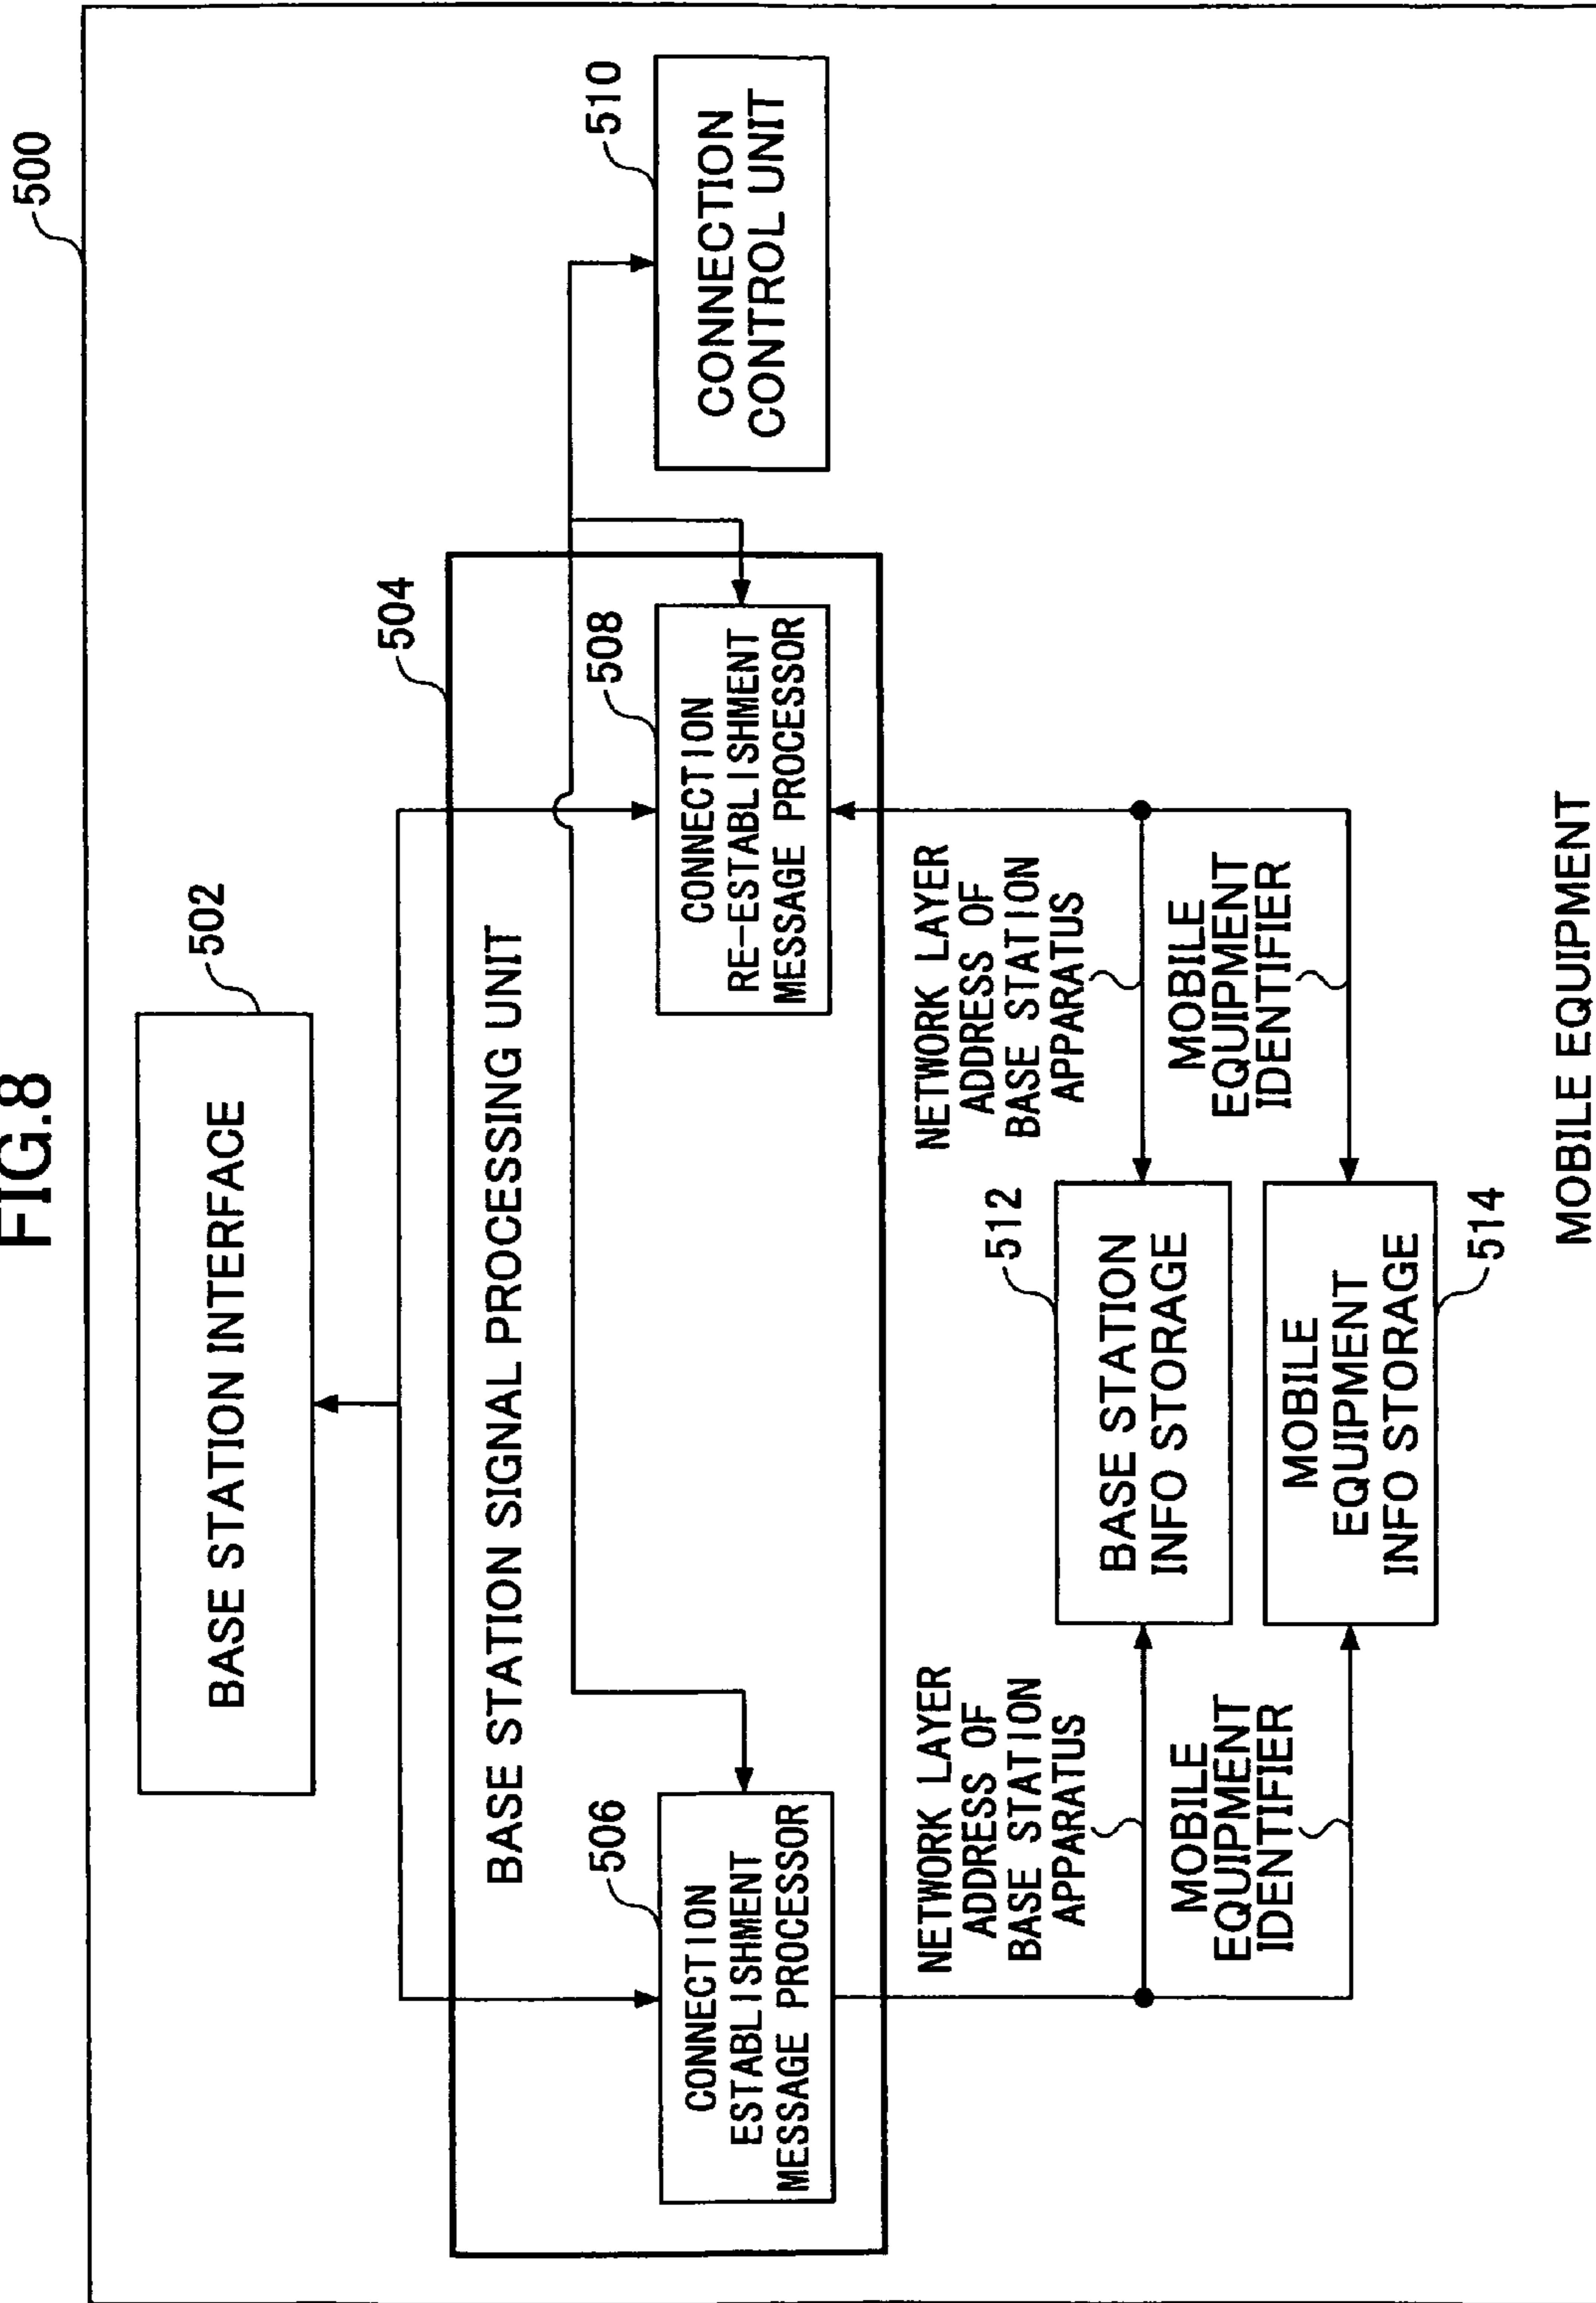 FIG.8
500
502
BASE STATION INTERFACE
504
BASE STATION SIGNAL PROCESSING UNIT
506
CONNECTION
ESTABLISHMENT
MESSAGE PROCESSOR
508
CONNECTION
RE-ESTABLISHMENT
MESSAGE PROCESSOR
510
CONNECTION
CONTROL UNIT
NETWORK LAYER
ADDRESS OF
BASE STATION
APPARATUS
MOBILE
EQUIPMENT
IDENTIFIER
512
BASE STATION
INFO STORAGE
MOBILE
EQUIPMENT
INFO STORAGE
514
NETWORK LAYER
ADDRESS OF
BASE STATION
APPARATUS
MOBILE
EQUIPMENT
IDENTIFIER
MOBILE EQUIPMENT